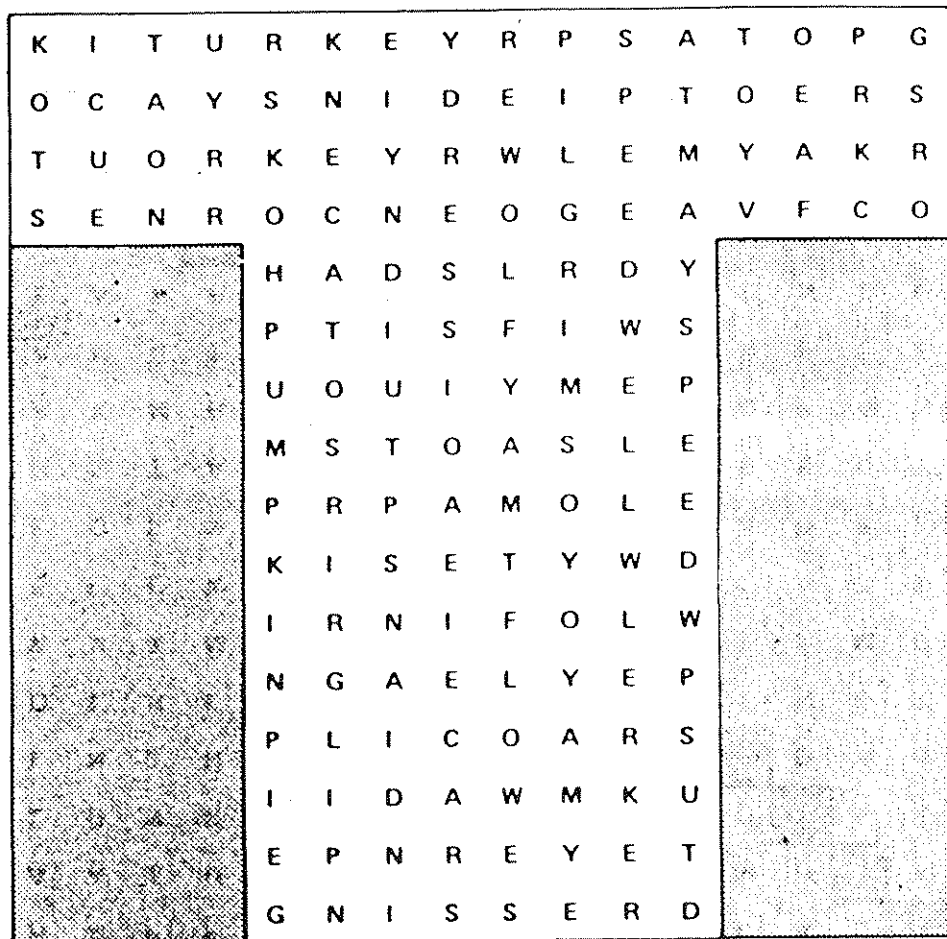 K I T U R K E Y R P S A T O P G
O C A Y S N I D E I P T O E R S
T U O R K E Y R W L E M Y A K R
S E N R O C N E O G E A V F C O
H A D S L R D Y
P T I S F I W S
U O U I Y M E P
M S T O A S L E
P R P A M O L E
K I S E T Y W D
I R N I F O L W
N G A E L Y E P
P L I C O A R S
I I D A W M K U
E P N R E Y E T
G N I S S E R D